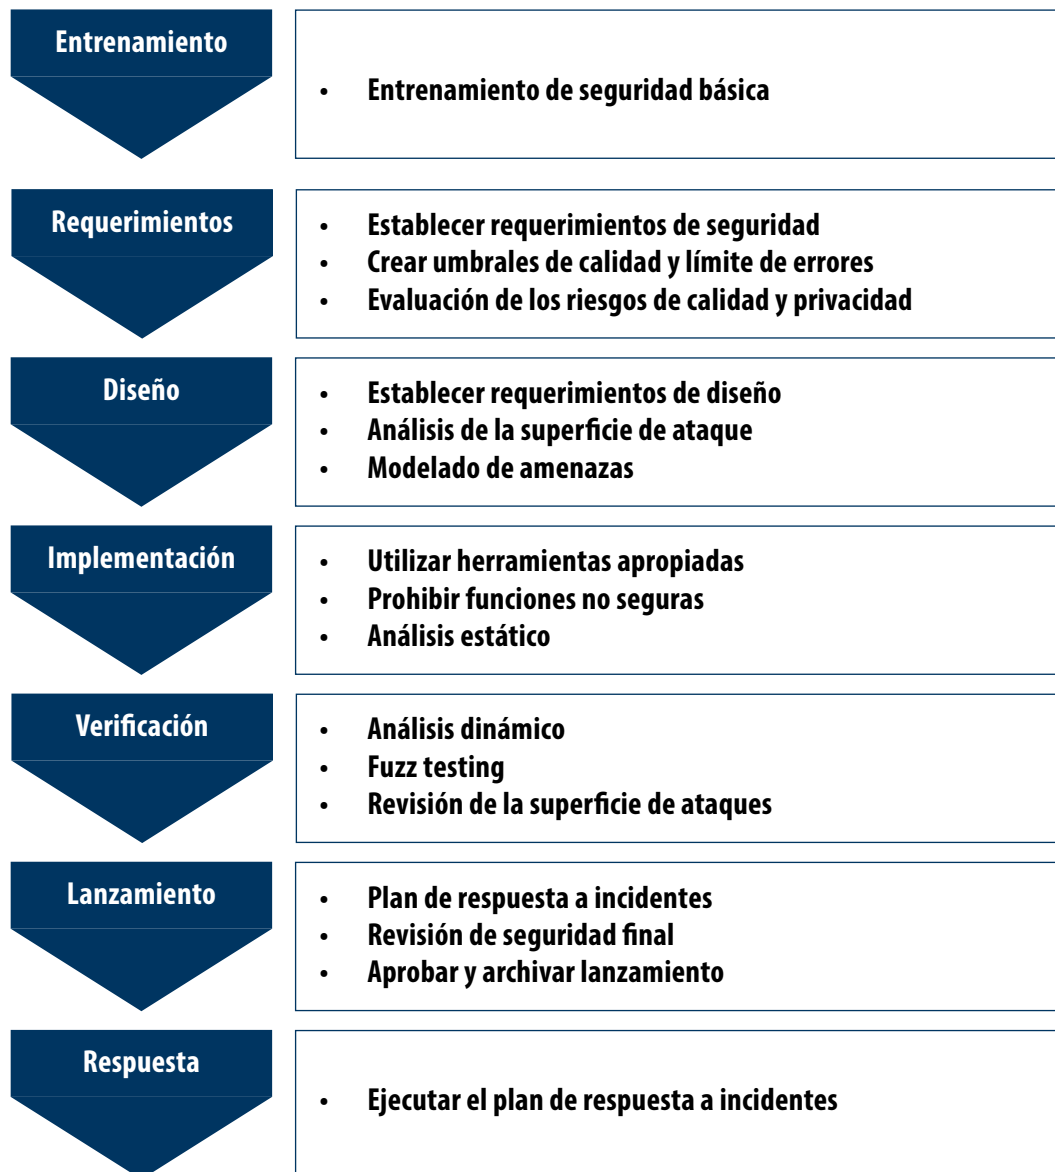 Entrenamiento
• Entrenamiento de seguridad básica
Requerimientos
• Establecer requerimientos de seguridad
• Crear umbrales de calidad y límite de errores
• Evaluación de los riesgos de calidad y privacidad
Diseño
• Establecer requerimientos de diseño
• Análisis de la superficie de ataque
• Modelado de amenazas
Implementación
• Utilizar herramientas apropiadas
• Prohibir funciones no seguras
• Análisis estático
Verificación
• Análisis dinámico
• Fuzz testing
• Revisión de la superficie de ataques
Lanzamiento
• Plan de respuesta a incidentes
• Revisión de seguridad final
• Aprobar y archivar lanzamiento
Respuesta
• Ejecutar el plan de respuesta a incidentes